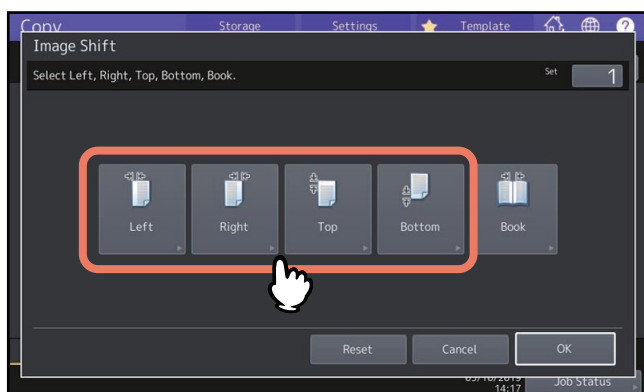 Copy Storage Settings Template
Image Shift
Select Left, Right, Top, Bottom, Book. Set 1
Left Right Top Bottom Book
Reset Cancel OK
14:17 Job Status